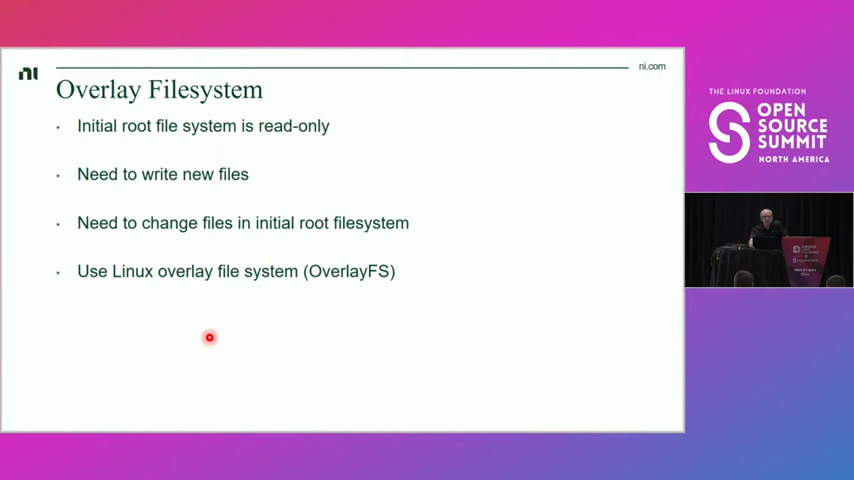 ni
ni.com
Overlay Filesystem
• Initial root file system is read-only
• Need to write new files
• Need to change files in initial root filesystem
• Use Linux overlay file system (OverlayFS)
THE LINUX FOUNDATION
OPEN
SOURCE
SUMMIT
NORTH AMERICA